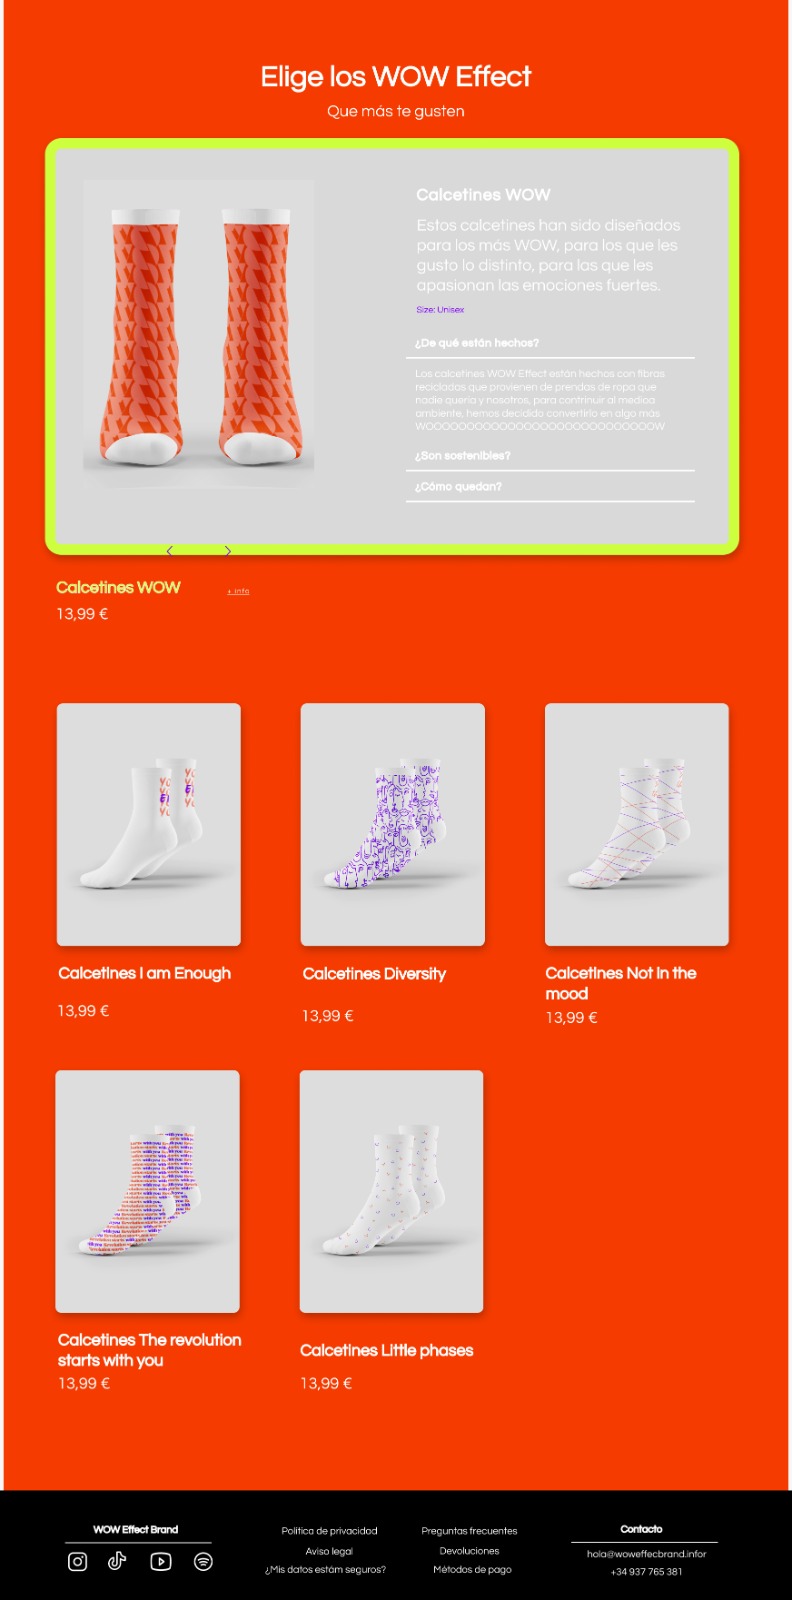 Elige los WOW Effect
Que más te gusten
Calcetines WOW
Estos calcetines han sido diseñados
para los más WOW, para los que les
gusto lo distinto, para las que les
apasionan las emociones fuertes.
Size: Unisex
¿De qué están hechos?
Los calcetines WOW Effect están hechos con fibras
recicladas que provienen de prendas de ropa que
nadie quería y nosotros, para contrinuir al medioa
ambiente, hemos decidido convertirlo en algo más
WOOOOOOOOOOOOOOOOOOOOOOOOOOOW
¿Son sostenibles?
¿Cómo quedan?
Calcetines WOW
+ info
13,99 €
Calcetines I am Enough
13,99 €
Calcetines Diversity
13,99 €
Calcetines Not in the
mood
13,99 €
Calcetines The revolution
starts with you
13,99 €
Calcetines Little phases
13,99 €
WOW Effect Brand
Política de privacidad
Aviso legal
¿Mis datos estám seguros?
Preguntas frecuentes
Devoluciones
Métodos de pago
Contacto
hola@woweffecbrand.infor
+34 937 765 381